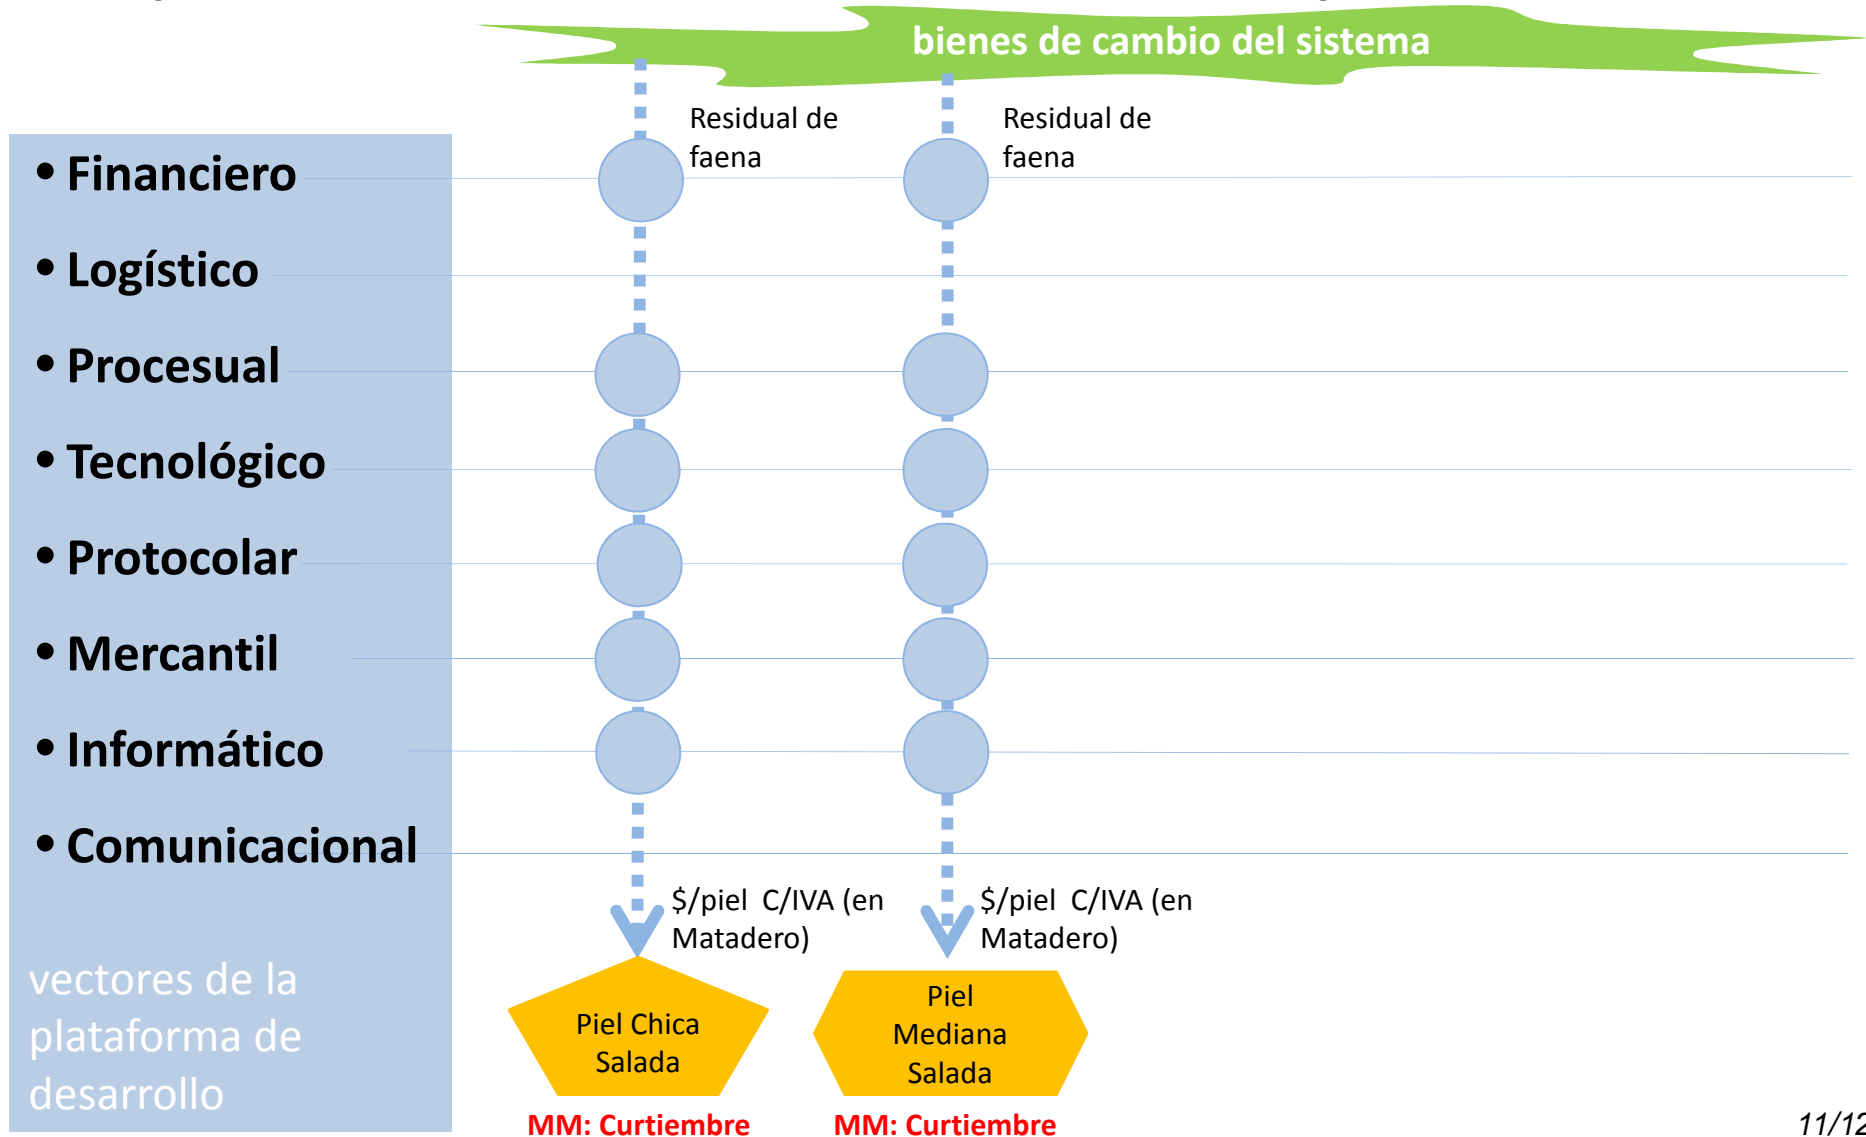 bienes de cambio del sistema
Residual de
faena
Residual de
faena
• Financiero
• Logístico
• Procesual
• Tecnológico
• Protocolar
• Mercantil
• Informático
• Comunicacional
$/piel C/IVA (en
Matadero)
$/piel C/IVA (en
Matadero)
vectores de la
plataforma de
desarrollo
Piel Chica
Salada
Piel
Mediana
Salada
MM: Curtiembre
MM: Curtiembre
11/12